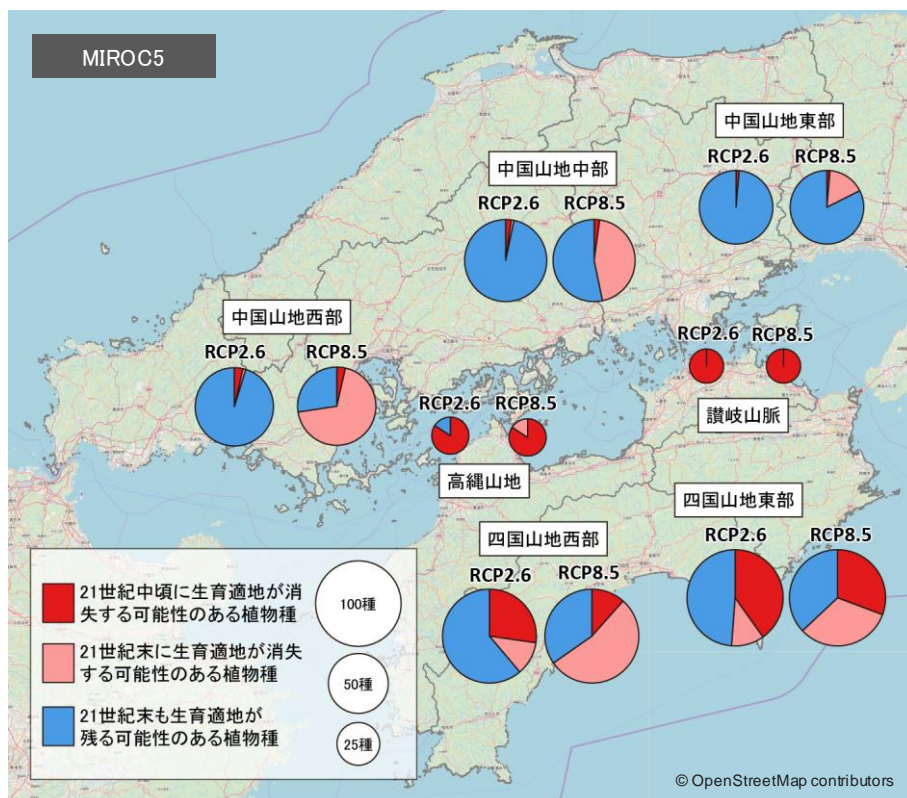 MIROC5
中国山地東部
RCP2.6
RCP8.5
中国山地中部
RCP2.6
RCP8.5
中国山地西部
RCP2.6
RCP8.5
RCP2.6
RCP8.5
讃岐山脈
RCP2.6
RCP8.5
高縄山地
四国山地東部
RCP2.6
RCP8.5
四国山地西部
RCP2.6
RCP8.5
21世紀中頃に生育適地が消
失する可能性のある植物種
21世紀末に生育適地が消失
する可能性のある植物種
21世紀末も生育適地が
残る可能性のある植物種
100種
50種
25種
© OpenStreetMap contributors